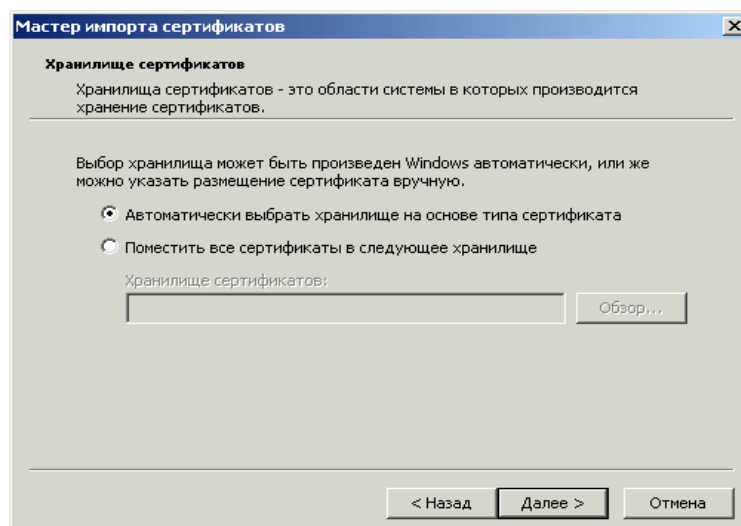 Мастер импорта сертификатов
Хранилище сертификатов
Хранилища сертификатов - это области системы в которых производится
хранение сертификатов.
Выбор хранилища может быть произведен Windows автоматически, или же
можно указать размещение сертификата вручную.
Автоматически выбрать хранилище на основе типа сертификата
Поместить все сертификаты в следующее хранилище
Хранилище сертификатов:
Обзор...
< Назад
Далее >
Отмена